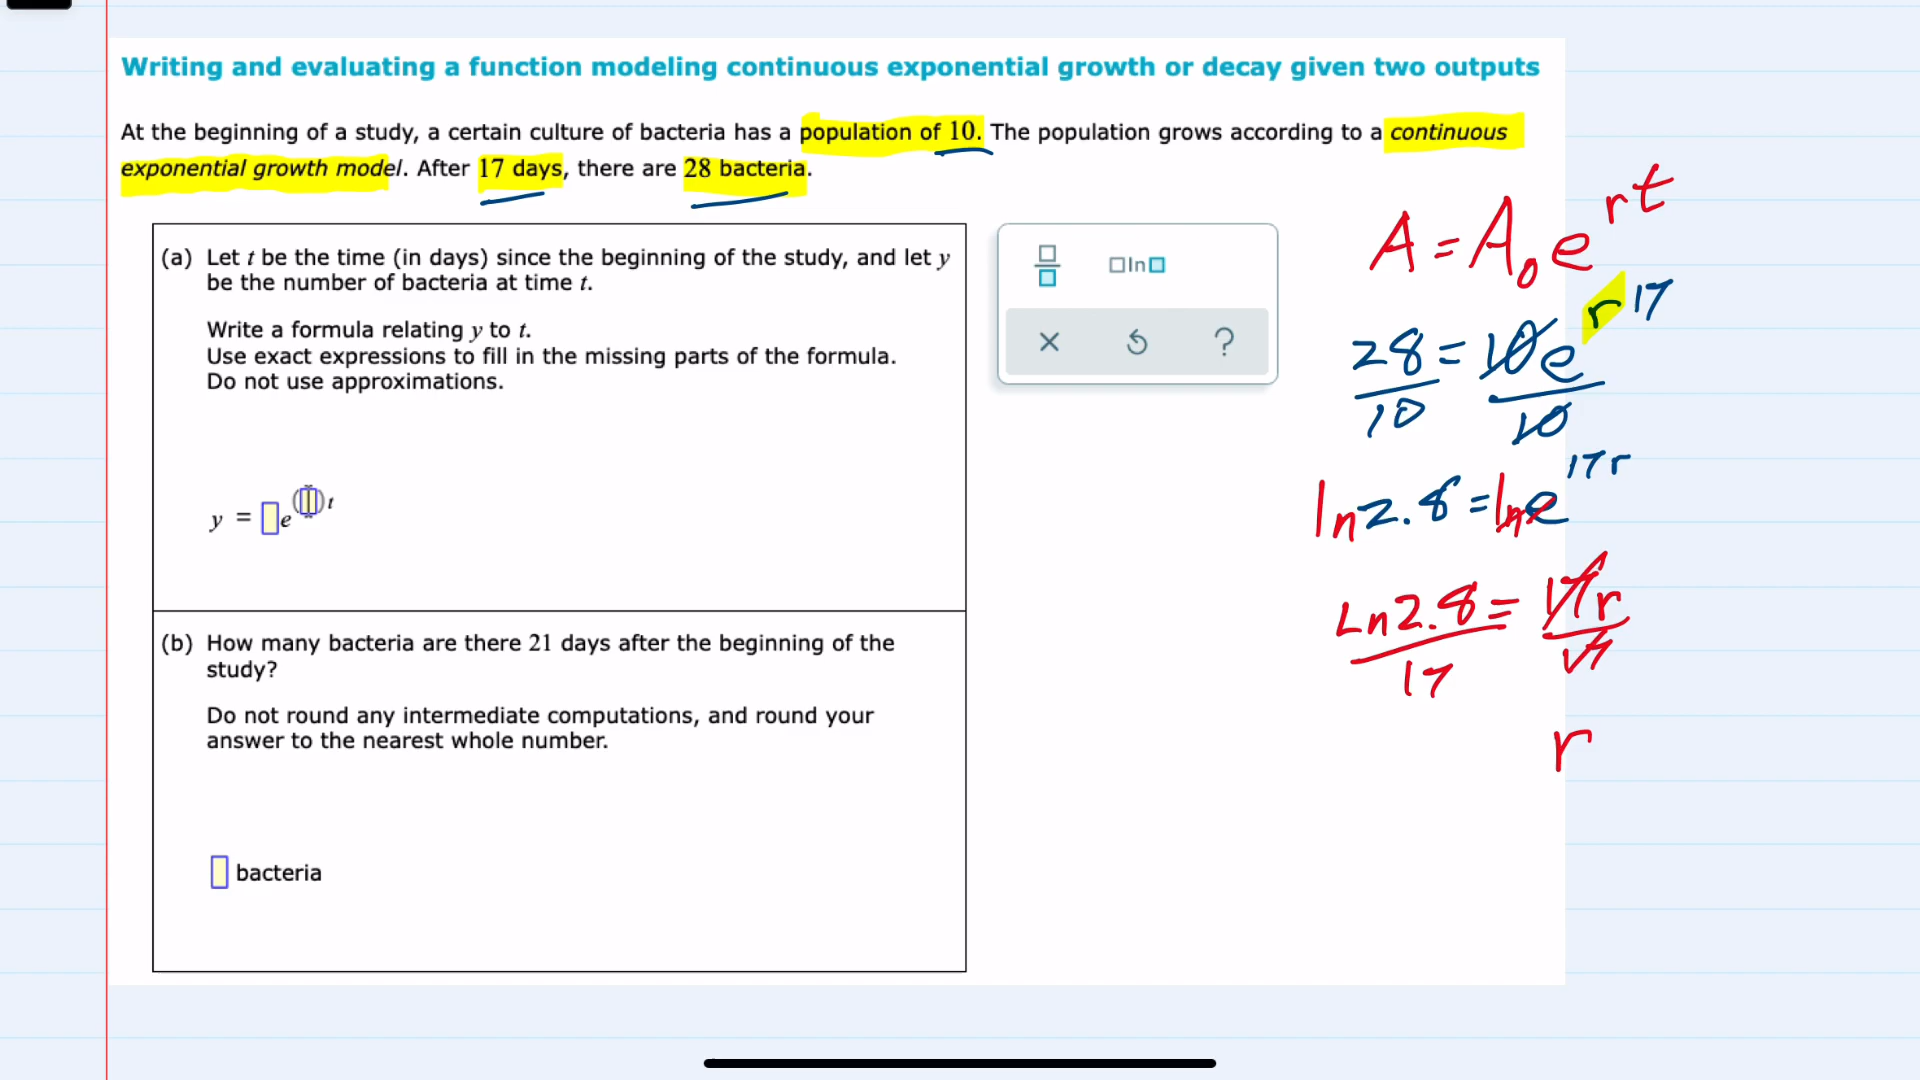 Writing and evaluating a function modeling continuous exponential growth or decay given two outputs
At the beginning of a study, a certain culture of bacteria has a population of 10. The population grows according to a continuous
exponential growth model. After 17 days, there are 28 bacteria.
(a) Let t be the time (in days) since the beginning of the study, and let y
be the number of bacteria at time t.
Write a formula relating y to t.
Use exact expressions to fill in the missing parts of the formula.
Do not use approximations.
y = □e^(□)t
(b) How many bacteria are there 21 days after the beginning of the
study?
Do not round any intermediate computations, and round your
answer to the nearest whole number.
□ bacteria
□/□ □ln□
× ↺ ?
A = A₀e^rt
28/10 = 10e^r17/10
ln2.8 = ln e^17r
Ln2.8/17 = 17r/17
r